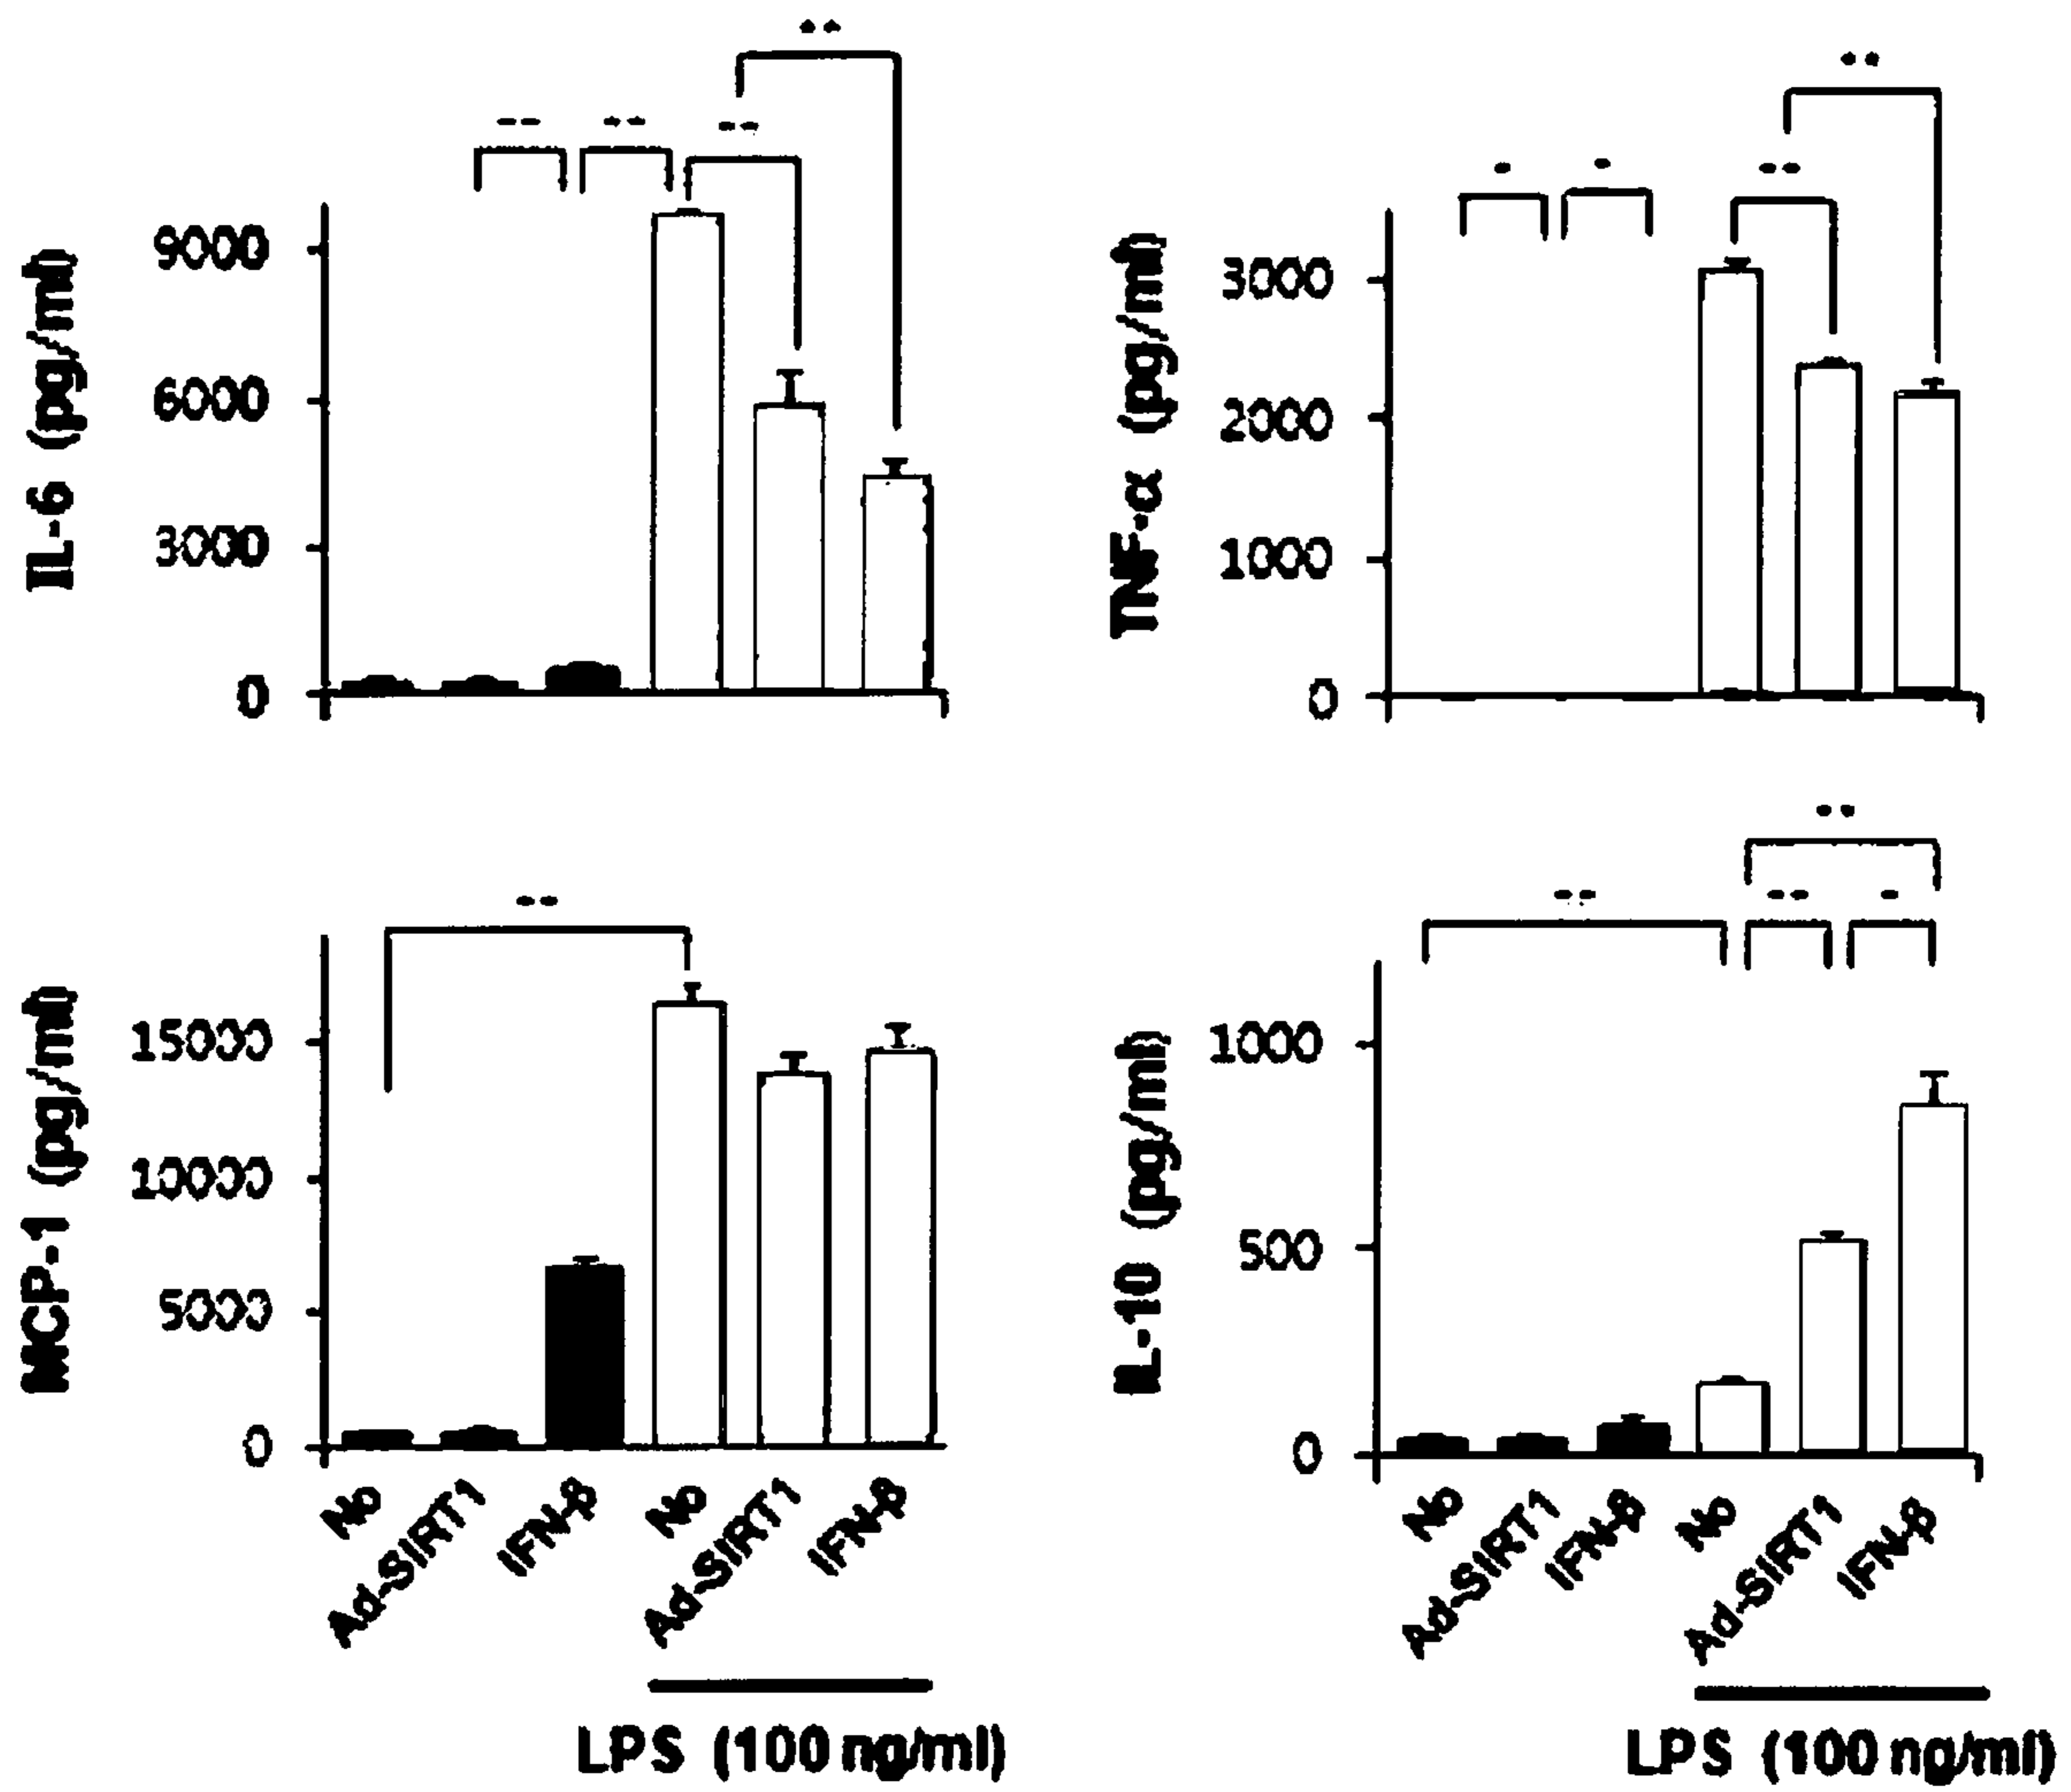 IL-6 (pg/ml)
9000
6000
3000
0
TNF-α (pg/ml)
3000
2000
1000
0
MCP-1 (pg/ml)
15000
10000
5000
0
No
Ad-SIRT1
IFN-β
No
Ad-SIRT1
IFN-β
LPS (100 ng/ml)
IL-10 (pg/ml)
1000
500
0
No
Ad-SIRT1
IFN-β
No
Ad-SIRT1
IFN-β
LPS (100 ng/ml)